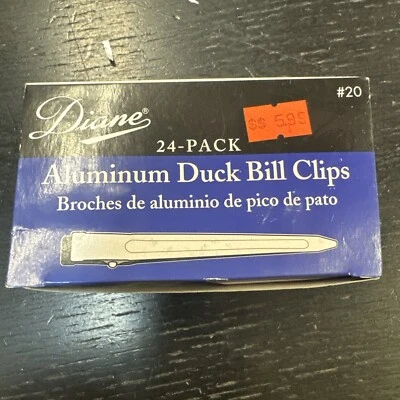 #20
Diane®
$$ 5.95
24-PACK
Aluminum Duck Bill Clips
Broches de aluminio de pico de pato